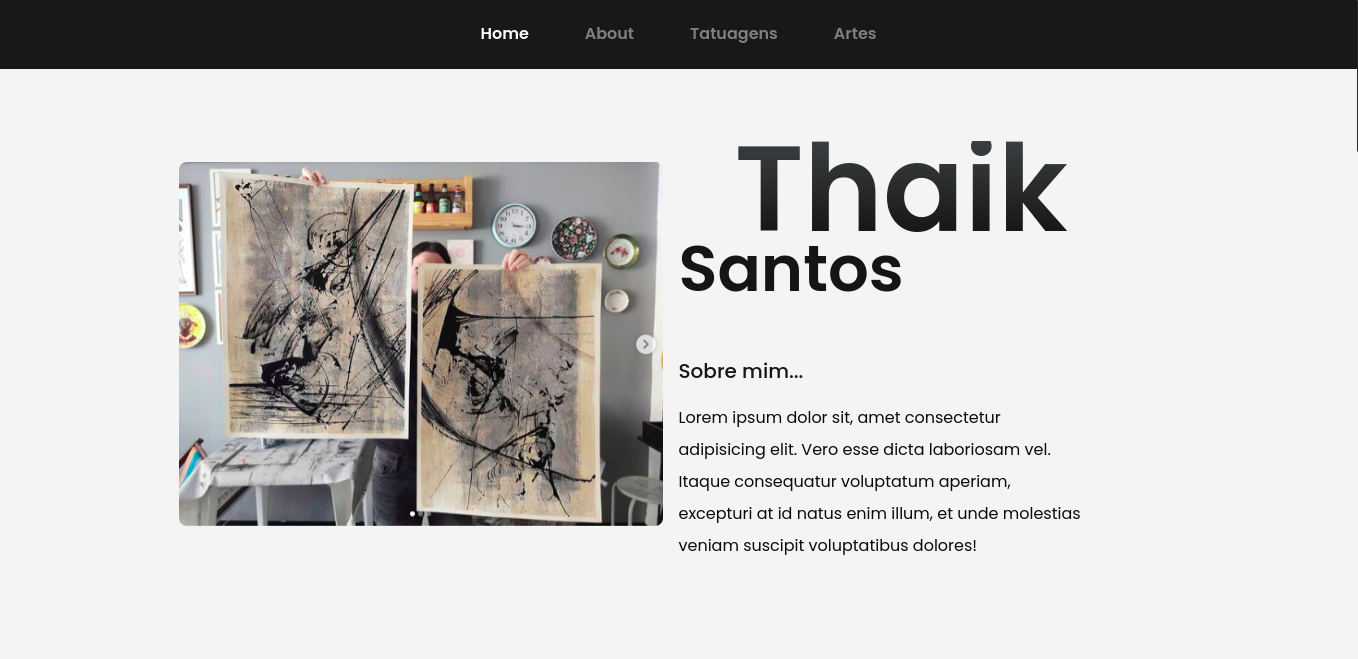 Home About Tatuagens Artes
Thaik
Santos
Sobre mim...
Lorem ipsum dolor sit, amet consectetur
adipisicing elit. Vero esse dicta laboriosam vel.
Itaque consequatur voluptatum aperiam,
excepturi at id natus enim illum, et unde molestias
veniam suscipit voluptatibus dolores!